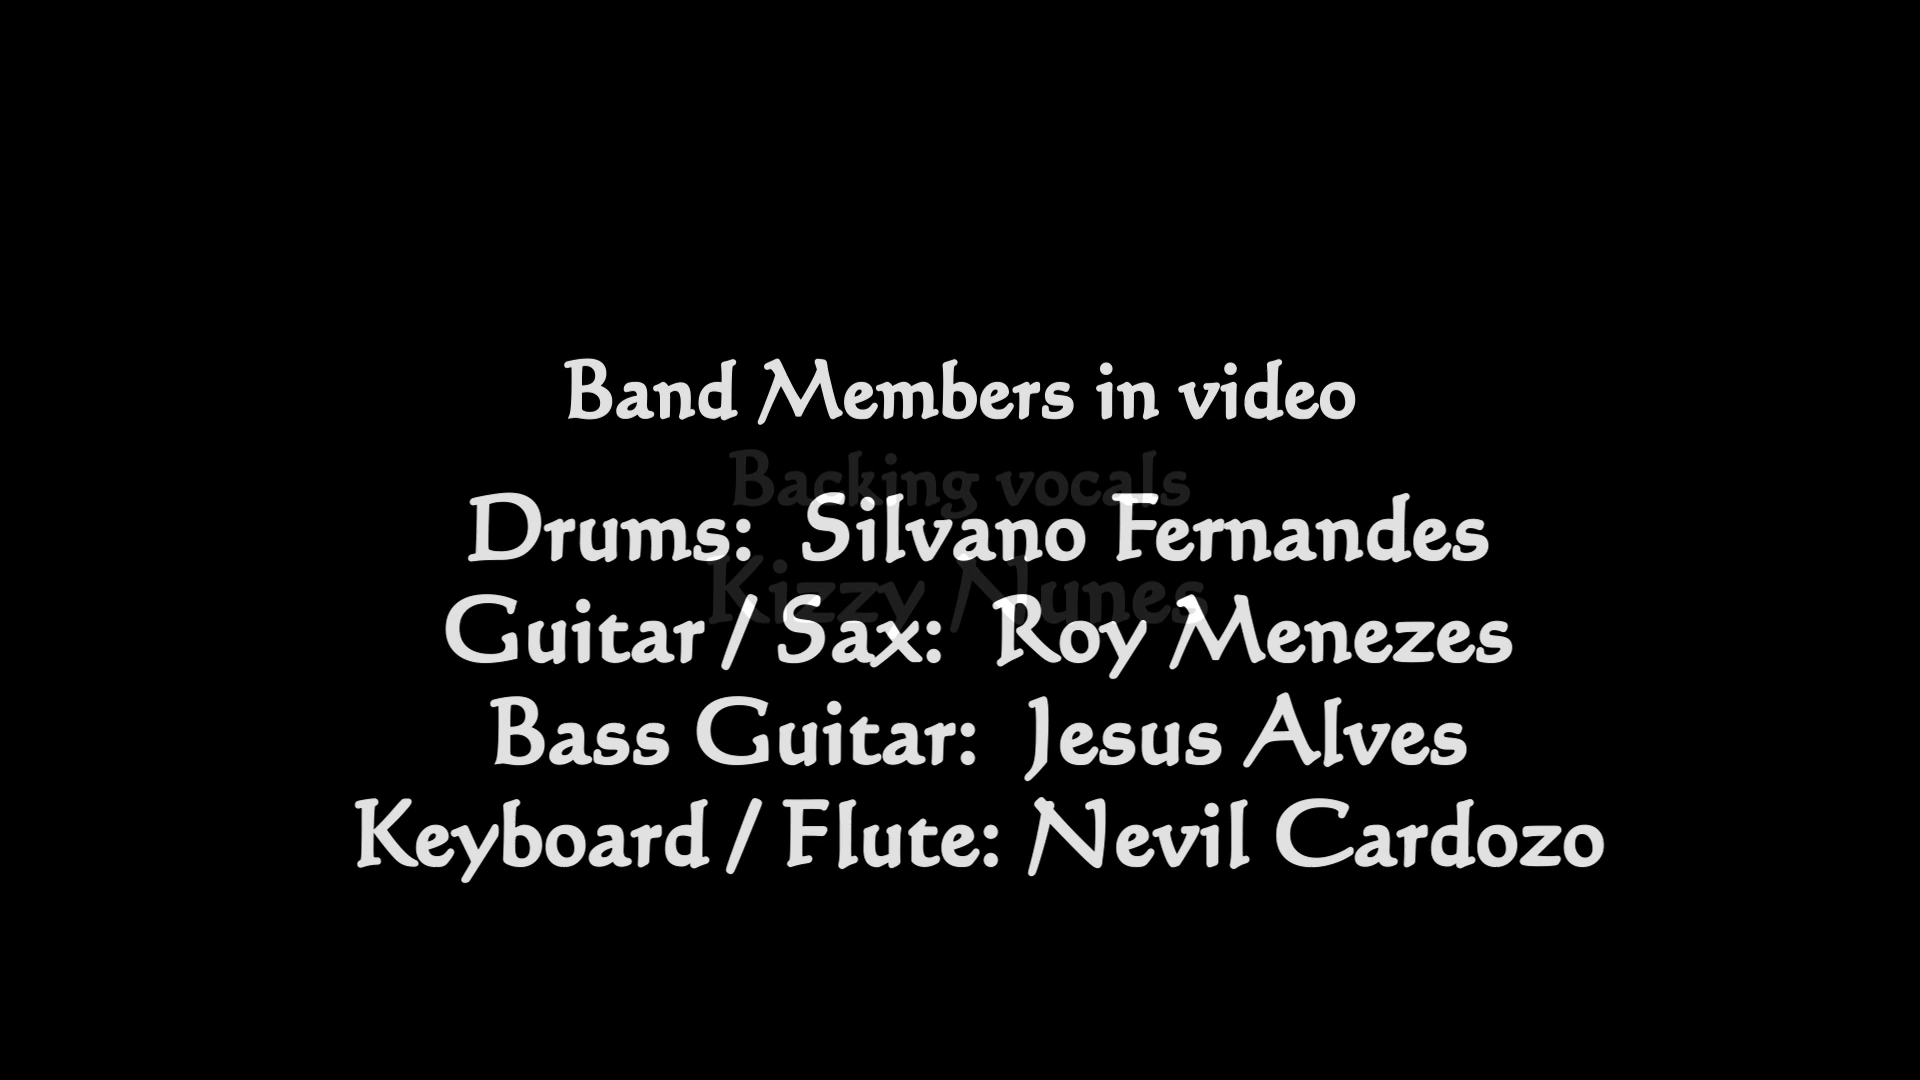 Band Members in video
Backing vocals
Drums: Silvano Fernandes
Kizzy Nunes
Guitar / Sax: Roy Menezes
Bass Guitar: Jesus Alves
Keyboard / Flute: Nevil Cardozo